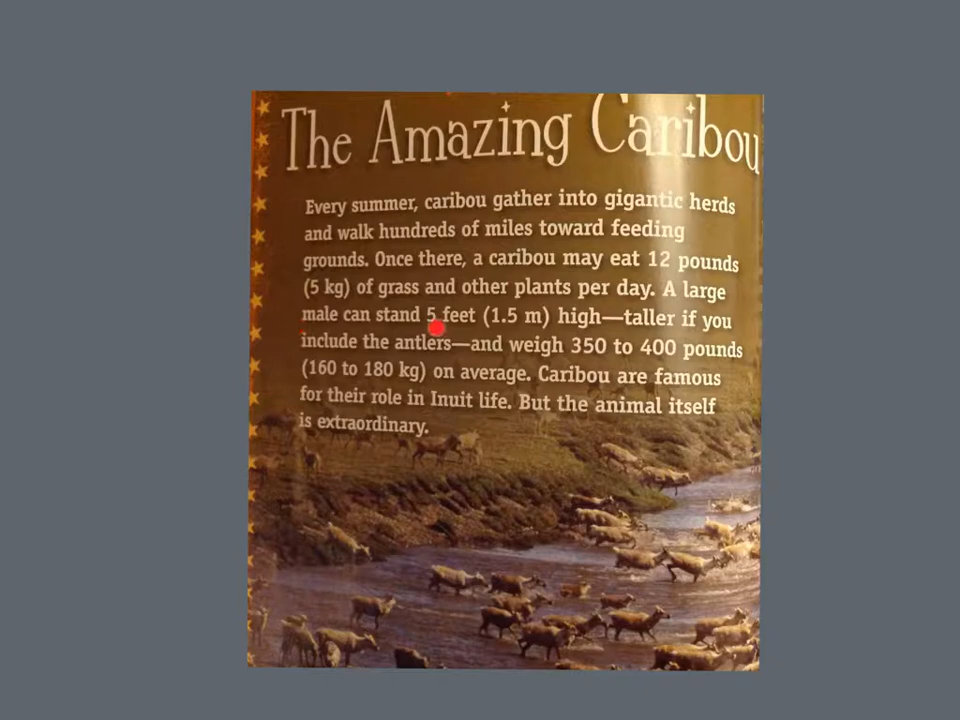 The Amazing Caribou
Every summer, caribou gather into gigantic herds
and walk hundreds of miles toward feeding
grounds. Once there, a caribou may eat 12 pounds
(5 kg) of grass and other plants per day. A large
male can stand 5 feet (1.5 m) high—taller if you
include the antlers—and weigh 350 to 400 pounds
(160 to 180 kg) on average. Caribou are famous
for their role in Inuit life. But the animal itself
is extraordinary.